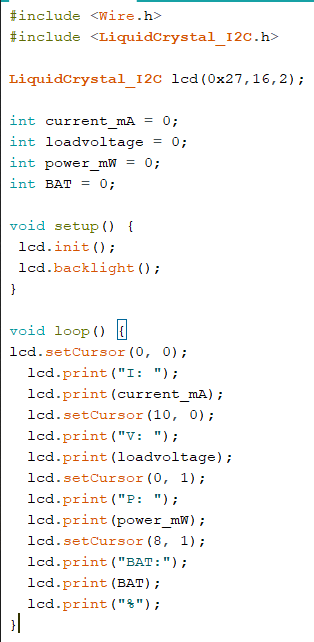 #include <Wire.h>
#include <LiquidCrystal_I2C.h>
LiquidCrystal_I2C lcd(0x27,16,2);
int current_mA = 0;
int loadvoltage = 0;
int power_mW = 0;
int BAT = 0;
void setup() {
lcd.init();
lcd.backlight();
}
void loop() {
lcd.setCursor(0, 0);
lcd.print("I: ");
lcd.print(current_mA);
lcd.setCursor(10, 0);
lcd.print("V: ");
lcd.print(loadvoltage);
lcd.setCursor(0, 1);
lcd.print("P: ");
lcd.print(power_mW);
lcd.setCursor(8, 1);
lcd.print("BAT:");
lcd.print(BAT);
lcd.print("%");
}